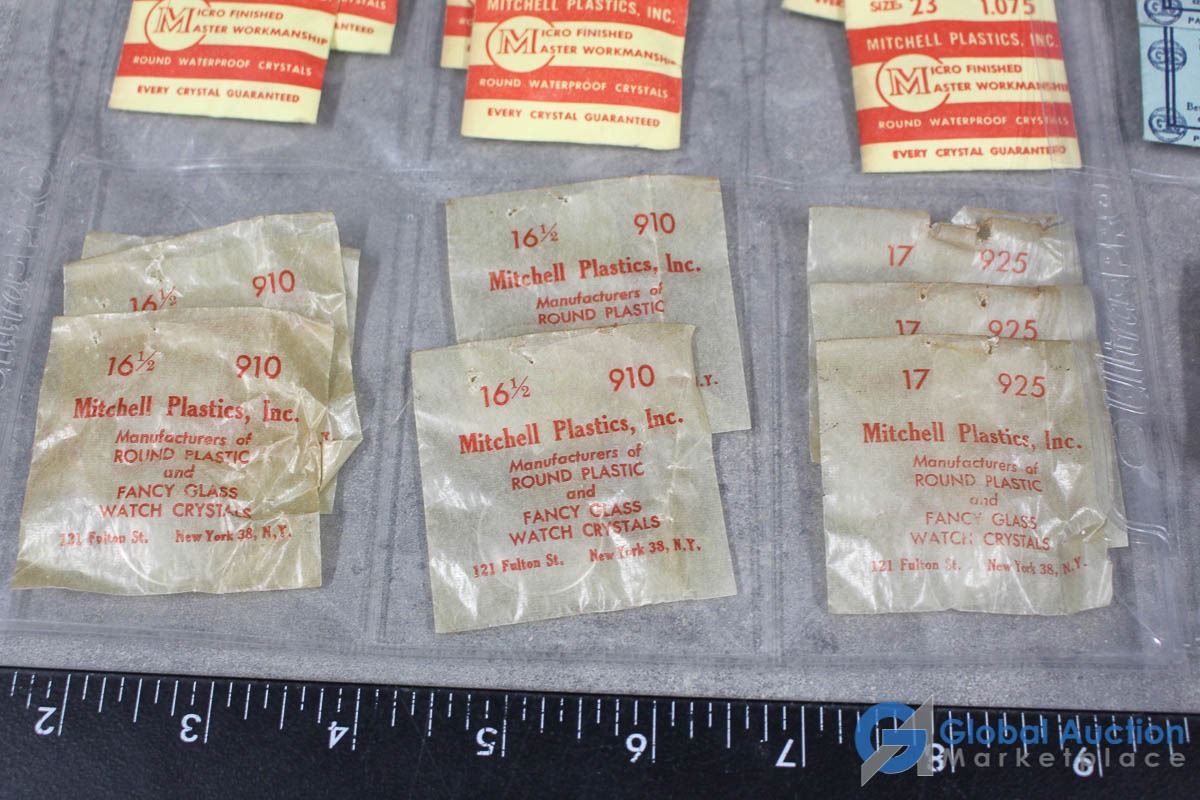 MICRO FINISHED
MASTER WORKMANSHIP
ROUND WATERPROOF CRYSTALS
EVERY CRYSTAL GUARANTEED
CRYSTALS
MITCHELL PLASTICS, INC.
MICRO FINISHED
MASTER WORKMANSHIP
ROUND WATERPROOF CRYSTALS
EVERY CRYSTAL GUARANTEED
SIZE 23 1.075
MITCHELL PLASTICS, INC.
MICRO FINISHED
MASTER WORKMANSHIP
ROUND WATERPROOF CRYSTALS
EVERY CRYSTAL GUARANTEED
16½ 910
16½ 910
Mitchell Plastics, Inc.
Manufacturers of
ROUND PLASTIC
and
FANCY GLASS
WATCH CRYSTALS
121 Fulton St. New York 38, N.Y.
16½ 910
Mitchell Plastics, Inc.
Manufacturers of
ROUND PLASTIC
N.Y.
16½ 910
Mitchell Plastics, Inc.
Manufacturers of
ROUND PLASTIC
and
FANCY GLASS
WATCH CRYSTALS
121 Fulton St. New York 38, N.Y.
17 925
17 925
17 925
Mitchell Plastics, Inc.
Manufacturers of
ROUND PLASTIC
and
FANCY GLASS
WATCH CRYSTALS
121 Fulton St. New York 38, N.Y.
2 3 4 5 6 7 8 9
Global Auction
Marketplace